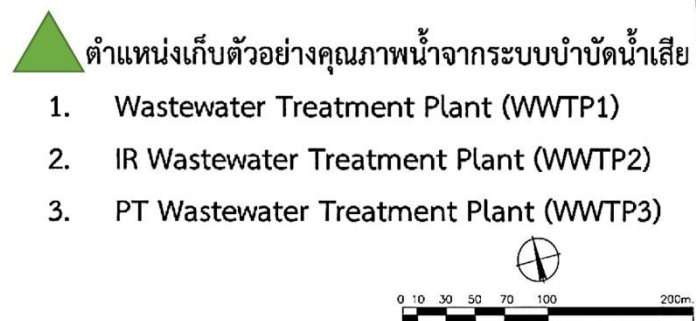 ตำแหน่งเก็บตัวอย่างคุณภาพน้ำจากระบบบำบัดน้ำเสีย
1. Wastewater Treatment Plant (WWTP1)
2. IR Wastewater Treatment Plant (WWTP2)
3. PT Wastewater Treatment Plant (WWTP3)
0 10 30 50 70 100 200m.